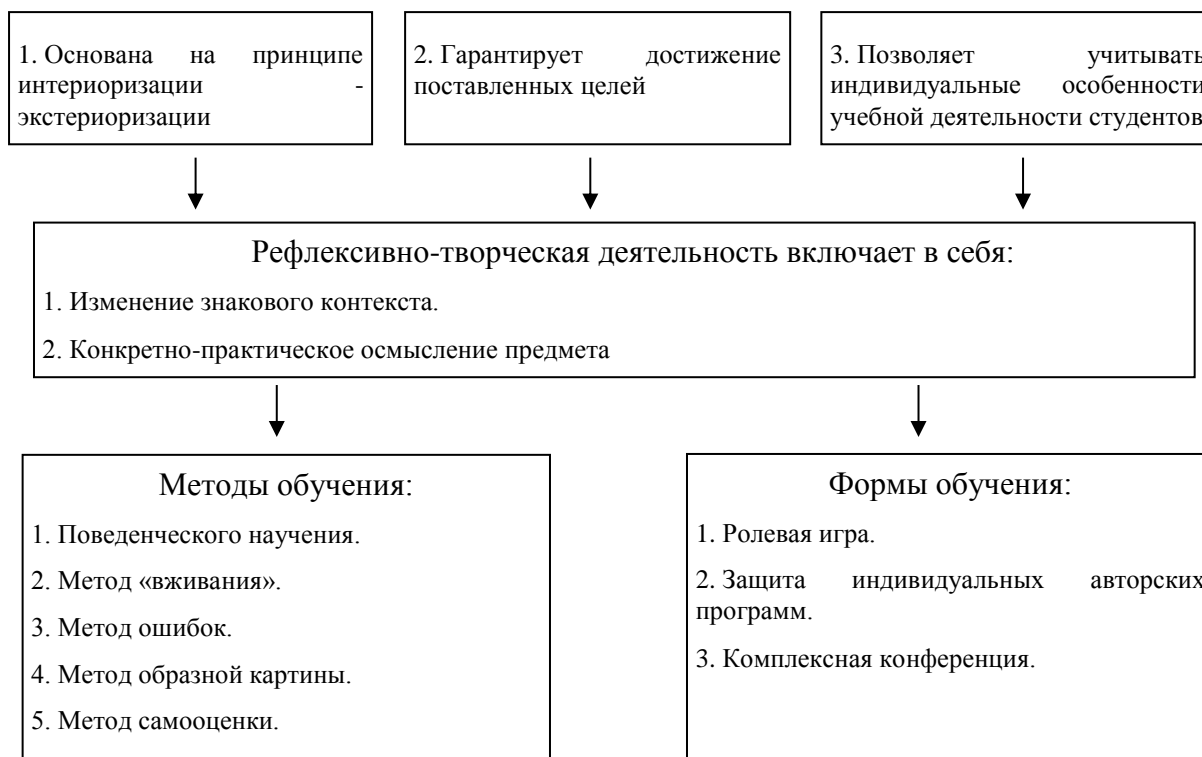 1. Основана на принципе
интериоризации -
экстериоризации
2. Гарантирует достижение
поставленных целей
3. Позволяет учитывать
индивидуальные особенности
учебной деятельности студентов
Рефлексивно-творческая деятельность включает в себя:
1. Изменение знакового контекста.
2. Конкретно-практическое осмысление предмета
Методы обучения:
1. Поведенческого научения.
2. Метод «вживания».
3. Метод ошибок.
4. Метод образной картины.
5. Метод самооценки.
Формы обучения:
1. Ролевая игра.
2. Защита индивидуальных авторских
программ.
3. Комплексная конференция.